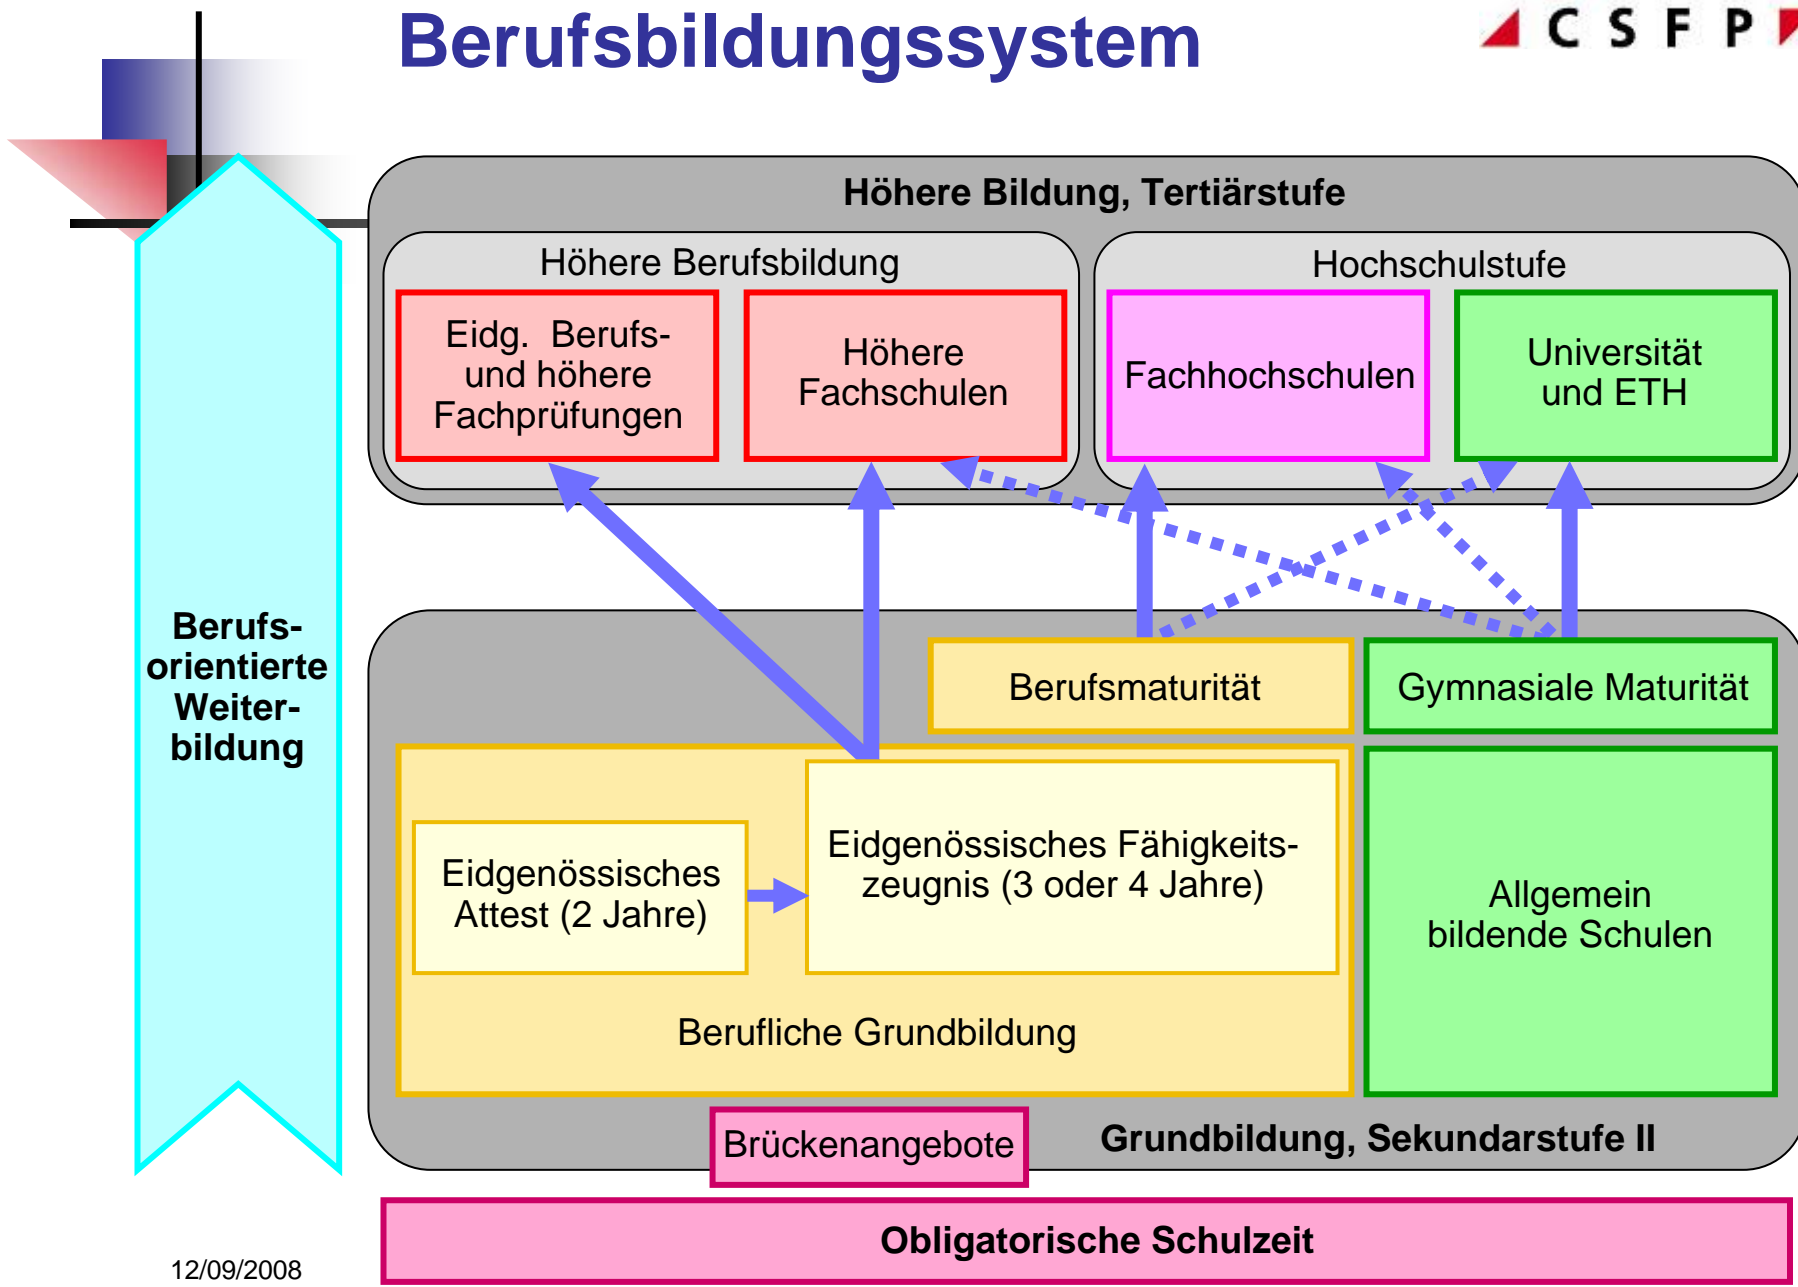 Berufsbildungssystem
CSFP
Höhere Bildung, Tertiärstufe
Höhere Berufsbildung
Hochschulstufe
Eidg. Berufs-
und höhere
Fachprüfungen
Höhere
Fachschulen
Fachhochschulen
Universität
und ETH
Berufs-
orientierte
Weiter-
bildung
Berufsmaturität
Gymnasiale Maturität
Eidgenössisches
Attest (2 Jahre)
Eidgenössisches Fähigkeits-
zeugnis (3 oder 4 Jahre)
Allgemein
bildende Schulen
Berufliche Grundbildung
Brückenangebote
Grundbildung, Sekundarstufe II
Obligatorische Schulzeit
12/09/2008